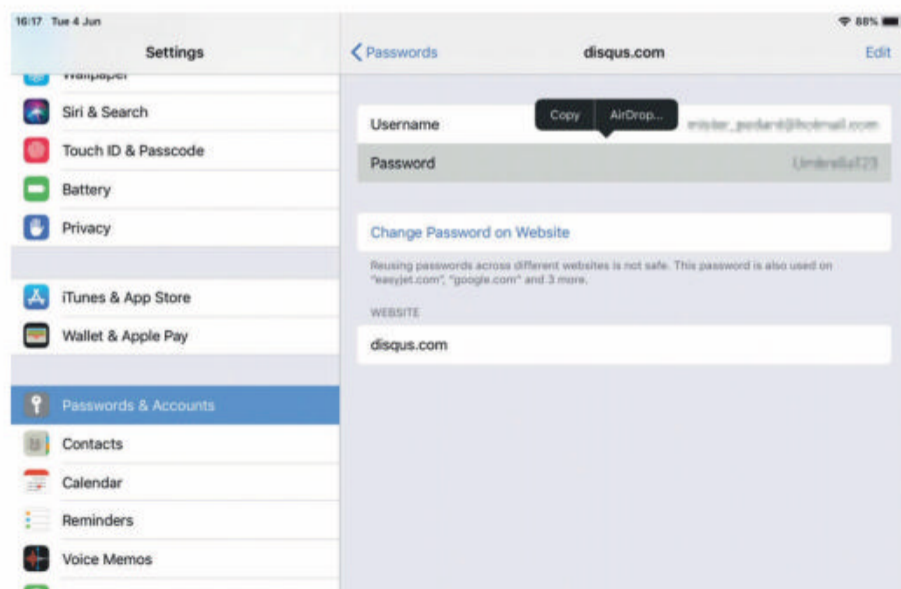 16:17 Tue 4 Jun
88%
Settings
Wallpaper
Siri & Search
Touch ID & Passcode
Battery
Privacy
iTunes & App Store
Wallet & Apple Pay
Passwords & Accounts
Contacts
Calendar
Reminders
Voice Memos
Passwords
disqus.com
Edit
Copy AirDrop...
Username
Password
Change Password on Website
Reusing passwords across different websites is not safe. This password is also used on
"easyjet.com", "google.com" and 3 more.
WEBSITE
disqus.com